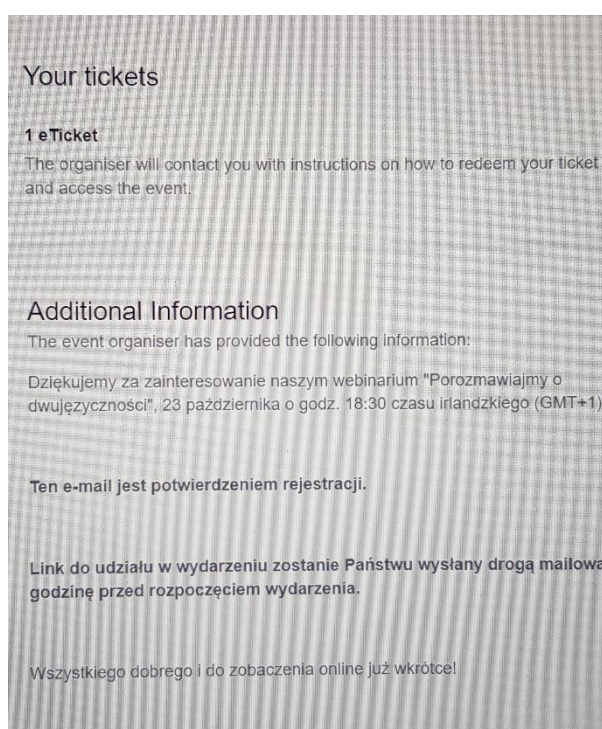 Your tickets
1 eTicket
The organiser will contact you with instructions on how to redeem your ticket
and access the event.
Additional Information
The event organiser has provided the following information:
Dziękujemy za zainteresowanie naszym webinarium "Porozmawiajmy o
dwujęzyczności", 23 października o godz. 18:30 czasu irlandzkiego (GMT+1)
Ten e-mail jest potwierdzeniem rejestracji.
Link do udziału w wydarzeniu zostanie Państwu wysłany drogą mailową
godzinę przed rozpoczęciem wydarzenia.
Wszystkiego dobrego i do zobaczenia online już wkrótce!